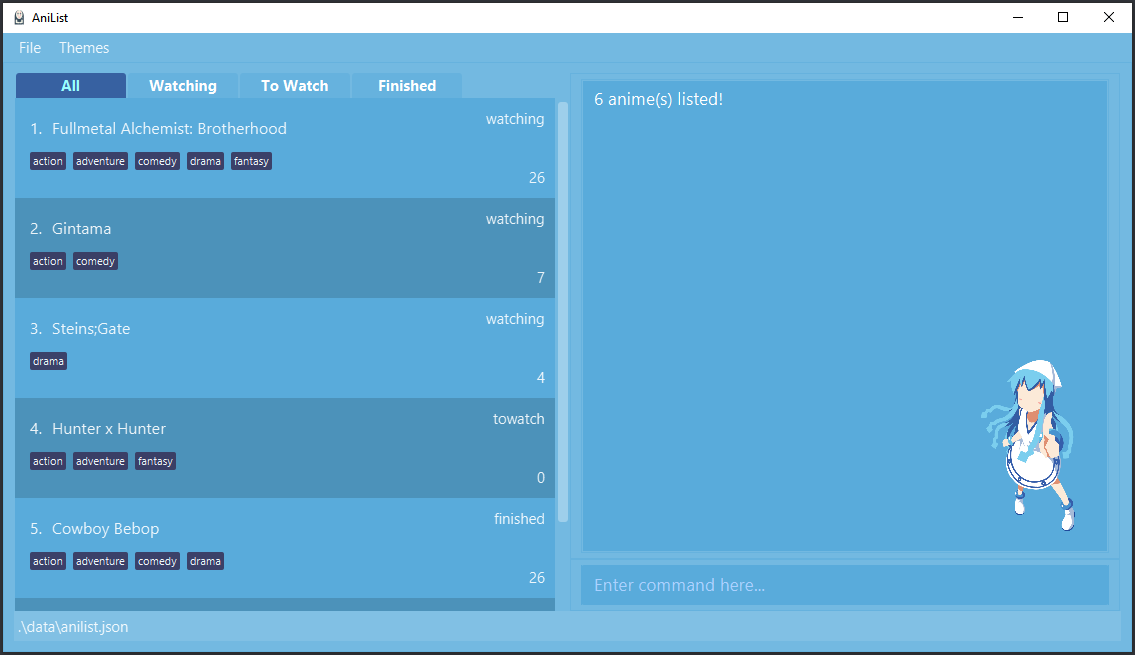 AniList
File Themes
All Watching To Watch Finished
1. Fullmetal Alchemist: Brotherhood
watching
action adventure comedy drama fantasy
26
2. Gintama
watching
action comedy
7
3. Steins;Gate
watching
drama
4
4. Hunter x Hunter
towatch
action adventure fantasy
0
5. Cowboy Bebop
finished
action adventure comedy drama
26
6 anime(s) listed!
Enter command here...
.\data\anilist.json